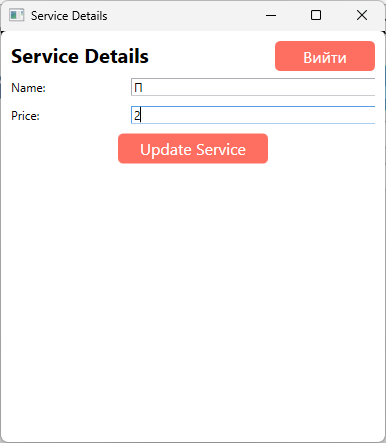 Service Details
Service Details Выйти
Name: П
Price: 2
Update Service